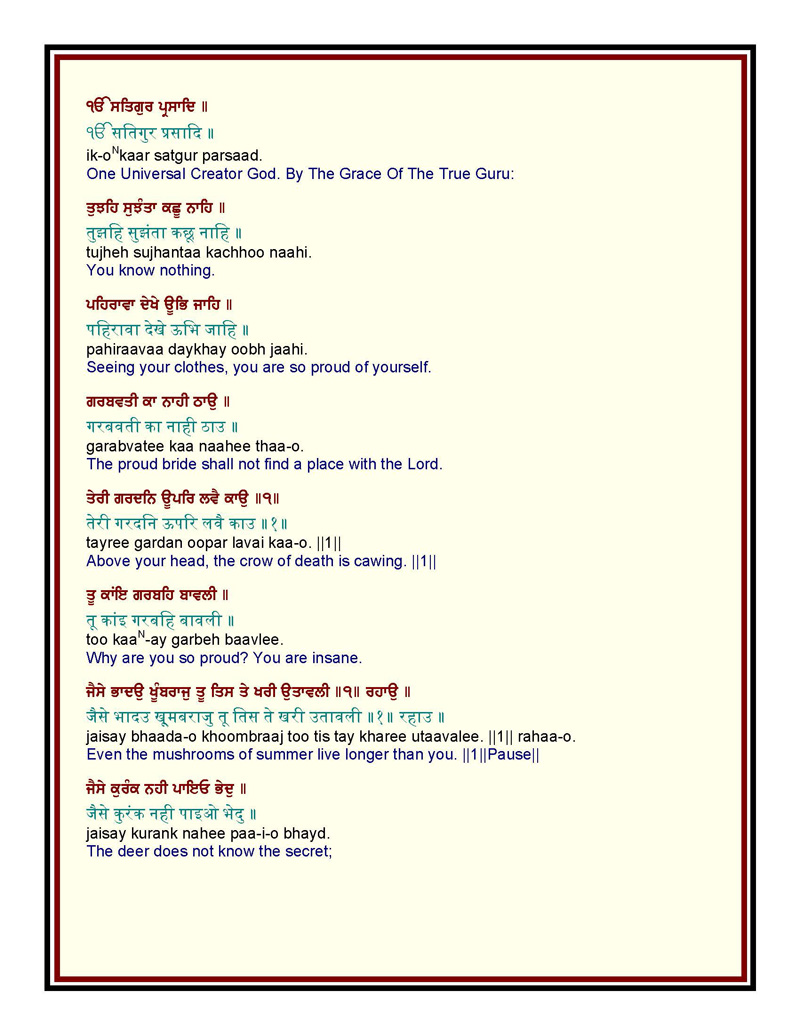 ੴ ਸਤਿਗੁਰ ਪ੍ਰਸਾਦਿ ॥
ੴ सतिगुर प्रसादि ॥
ik-oNkaar satgur parsaad.
One Universal Creator God. By The Grace Of The True Guru:
ਤੁਝਹਿ ਸੁਝੰਤਾ ਕਛੂ ਨਾਹਿ ॥
तुझहि सुझंता कछू नाहि ॥
tujheh sujhantaa kachhoo naahi.
You know nothing.
ਪਹਿਰਾਵਾ ਦੇਖੇ ਊਭਿ ਜਾਹਿ ॥
पहिरावा देखे ऊभि जाहि ॥
pahiraavaa daykhay oobh jaahi.
Seeing your clothes, you are so proud of yourself.
ਗਰਬਵਤੀ ਕਾ ਨਾਹੀ ਠਾਉ ॥
गरबवती का नाही ठाउ ॥
garabvatee kaa naahee thaa-o.
The proud bride shall not find a place with the Lord.
ਤੇਰੀ ਗਰਦਨਿ ਊਪਰਿ ਲਵੈ ਕਾਉ ॥੧॥
तेरी गरदनि ऊपरि लवै काउ ॥१॥
tayree gardan oopar lavai kaa-o. ||1||
Above your head, the crow of death is cawing. ||1||
ਤੂ ਕਾਂਇ ਗਰਬਹਿ ਬਾਵਲੀ ॥
तू कांइ गरबहि बावली ॥
too kaaN-ay garbeh baavlee.
Why are you so proud? You are insane.
ਜੈਸੇ ਭਾਦਉ ਖੂੰਬਰਾਜੁ ਤੂ ਤਿਸ ਤੇ ਖਰੀ ਉਤਾਵਲੀ ॥੧॥ ਰਹਾਉ ॥
जैसे भादउ खू्मबराजु तू तिस ते खरी उतावली ॥१॥ रहाउ ॥
jaisay bhaada-o khoombraaj too tis tay kharee utaavalee. ||1|| rahaa-o.
Even the mushrooms of summer live longer than you. ||1||Pause||
ਜੈਸੇ ਕੁਰੰਕ ਨਹੀ ਪਾਇਓ ਭੇਦੁ ॥
जैसे कुरंक नही पाइओ भेदु ॥
jaisay kurank nahee paa-i-o bhayd.
The deer does not know the secret;